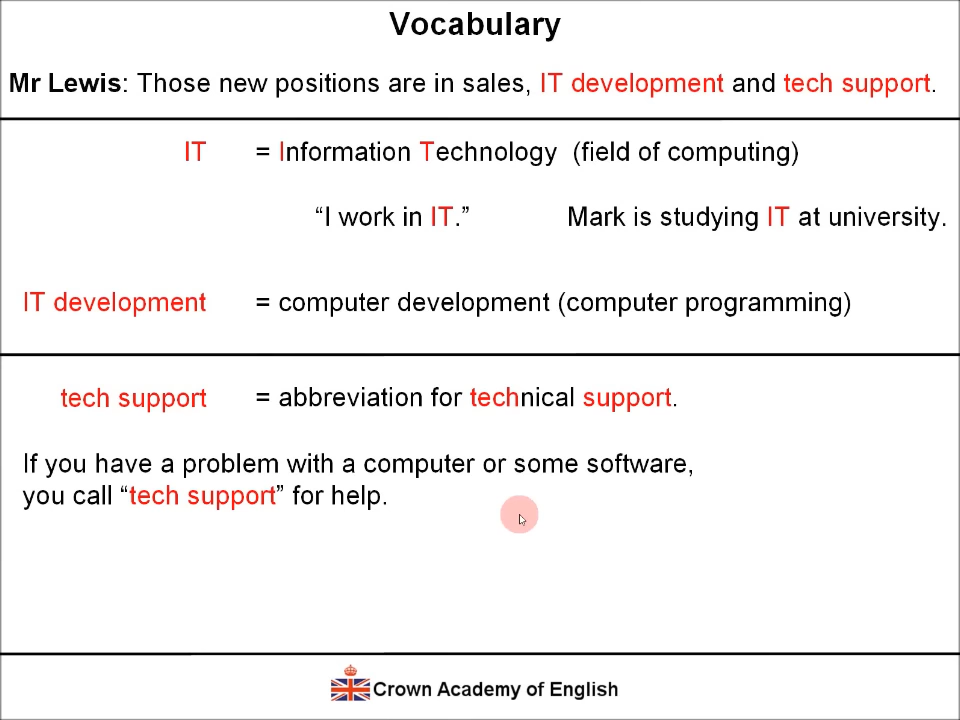 Vocabulary
Mr Lewis: Those new positions are in sales, IT development and tech support.
IT = Information Technology (field of computing)
“I work in IT.” Mark is studying IT at university.
IT development = computer development (computer programming)
tech support = abbreviation for technical support.
If you have a problem with a computer or some software,
you call “tech support” for help.
Crown Academy of English